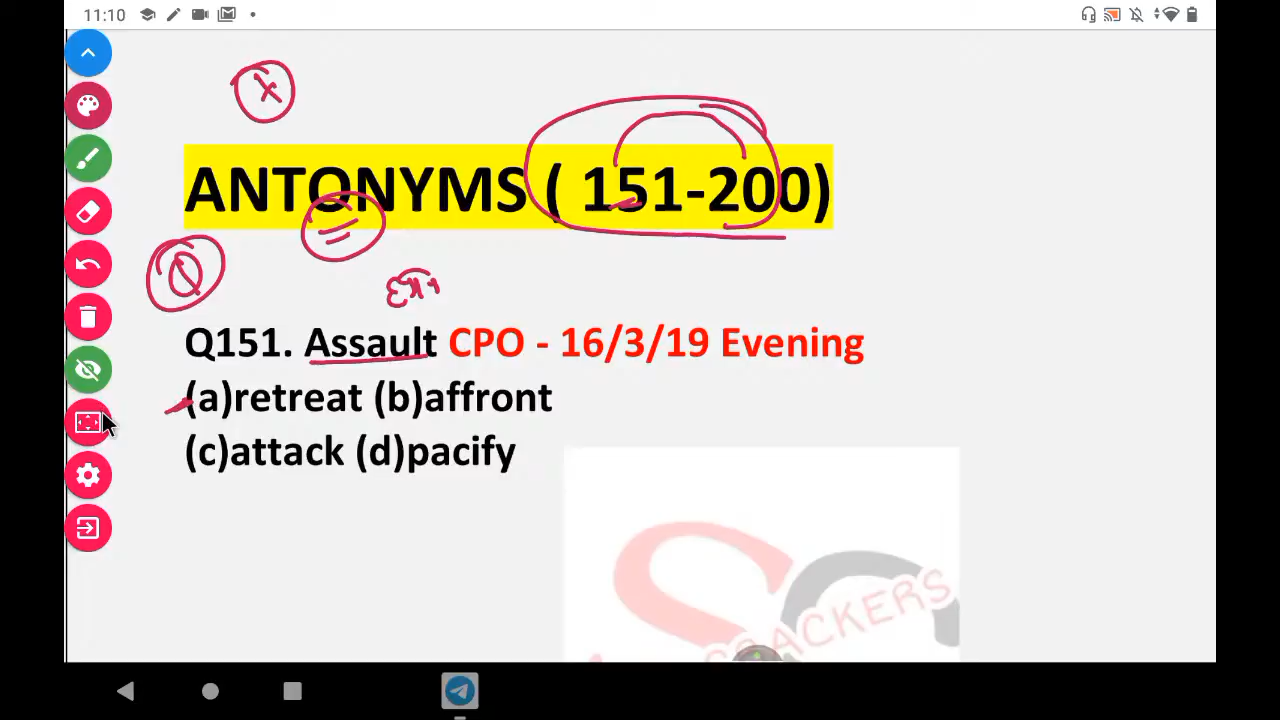 11:10
ANTONYMS ( 151-200)
Q151. Assault CPO - 16/3/19 Evening
(a)retreat (b)affront
(c)attack (d)pacify
CRACKERS